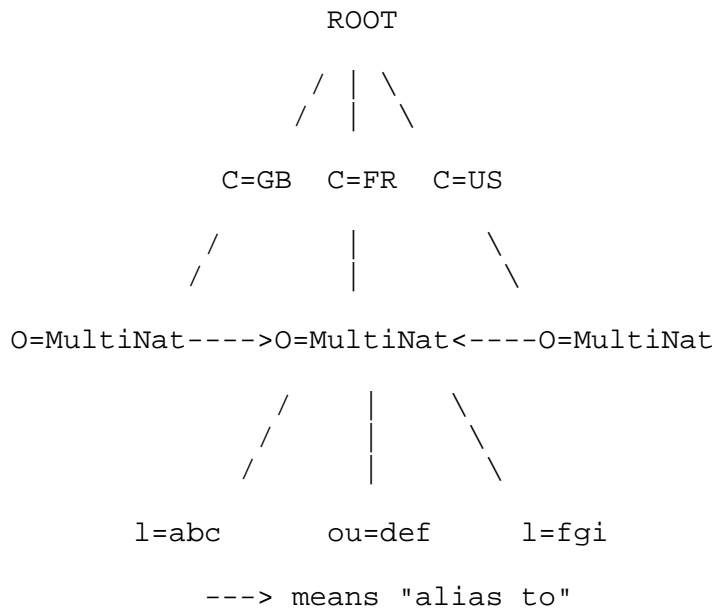 ROOT
/ | \
/ | \
C=GB C=FR C=US
/ | \
/ | \
O=MultiNat---->O=MultiNat<----O=MultiNat
/ | \
/ | \
/ | \
l=abc ou=def l=fgi
---> means "alias to"